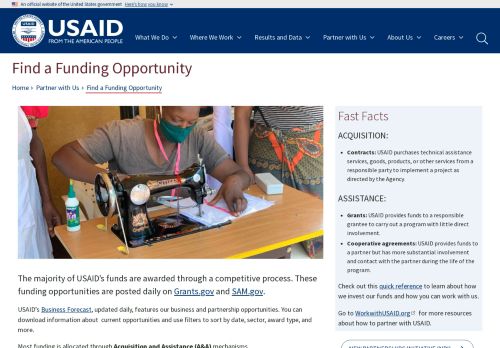 An official website of the United States government Here's how you know
USAID
FROM THE AMERICAN PEOPLE
What We Do
Where We Work
Results and Data
Partner with Us
About Us
Careers
Find a Funding Opportunity
Home › Partner with Us › Find a Funding Opportunity
The majority of USAID's funds are awarded through a competitive process. These
funding opportunities are posted daily on Grants.gov and SAM.gov.
USAID's Business Forecast, updated daily, features our business and partnership opportunities. You can
download information about current opportunities and use filters to sort by date, sector, award type, and
more.
Most funding is allocated through Acquisition and Assistance (A&A) mechanisms.
Fast Facts
ACQUISITION:
• Contracts: USAID purchases technical assistance
services, goods, products, or other services from a
responsible party to implement a project as
directed by the Agency.
ASSISTANCE:
• Grants: USAID provides funds to a responsible
grantee to carry out a program with little direct
involvement.
• Cooperative agreements: USAID provides funds to
a partner but has more substantial involvement
and contact with the partner during the life of the
program.
Check out this quick reference to learn about how
we invest our funds and how you can work with us.
Go to WorkwithUSAID.org for more resources
about how to partner with USAID.